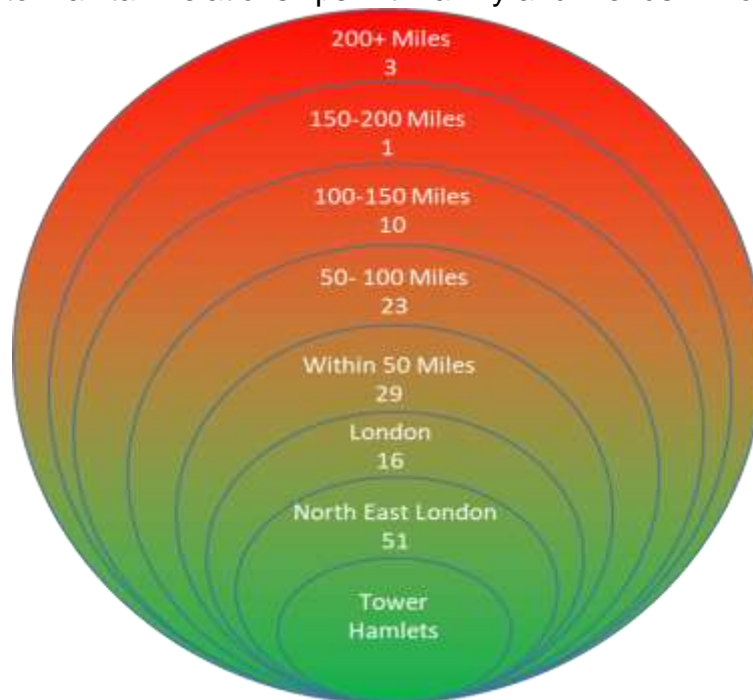 200+ Miles
3
150-200 Miles
1
100-150 Miles
10
50- 100 Miles
23
Within 50 Miles
29
London
16
North East London
51
Tower
Hamlets